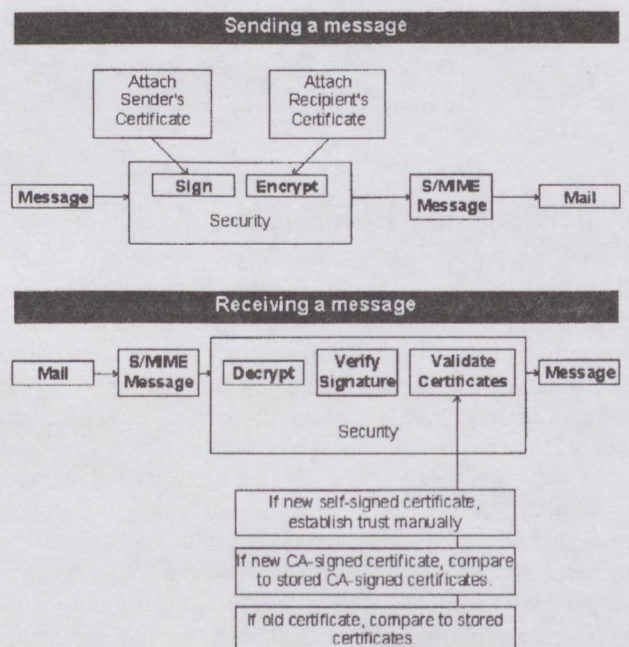 Sending a message
Attach
Sender's
Certificate
Attach
Recipient's
Certificate
Message
Sign
Encrypt
Security
S/MIME
Message
Mail
Receiving a message
Mail
S/MIME
Message
Decrypt
Verify
Signature
Validate
Certificates
Message
Security
If new self-signed certificate,
establish trust manually
If new CA-signed certificate, compare
to stored CA-signed certificates.
If old certificate, compare to stored
certificates.